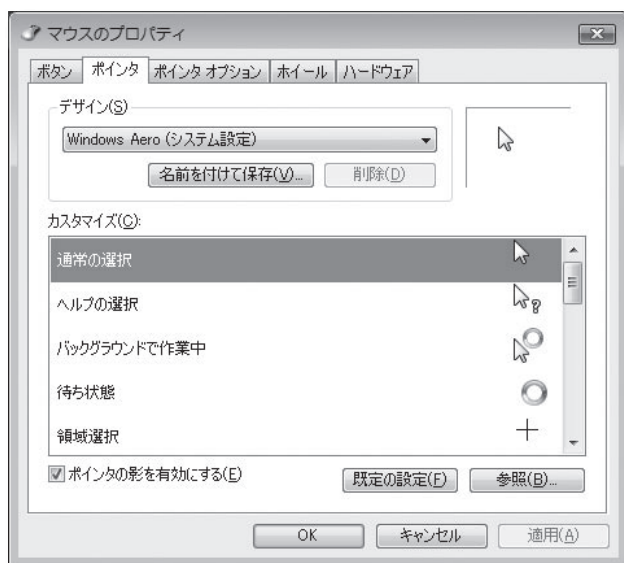 マウスのプロパティ
ボタン ポインタ ポインタ オプション ホイール ハードウェア
デザイン(S)
Windows Aero (システム設定)
名前を付けて保存(V)... 削除(D)
カスタマイズ(C):
通常の選択
ヘルプの選択
バックグラウンドで作業中
待ち状態
領域選択
ポインタの影を有効にする(E) 既定の設定(F) 参照(B)...
OK キャンセル 適用(A)